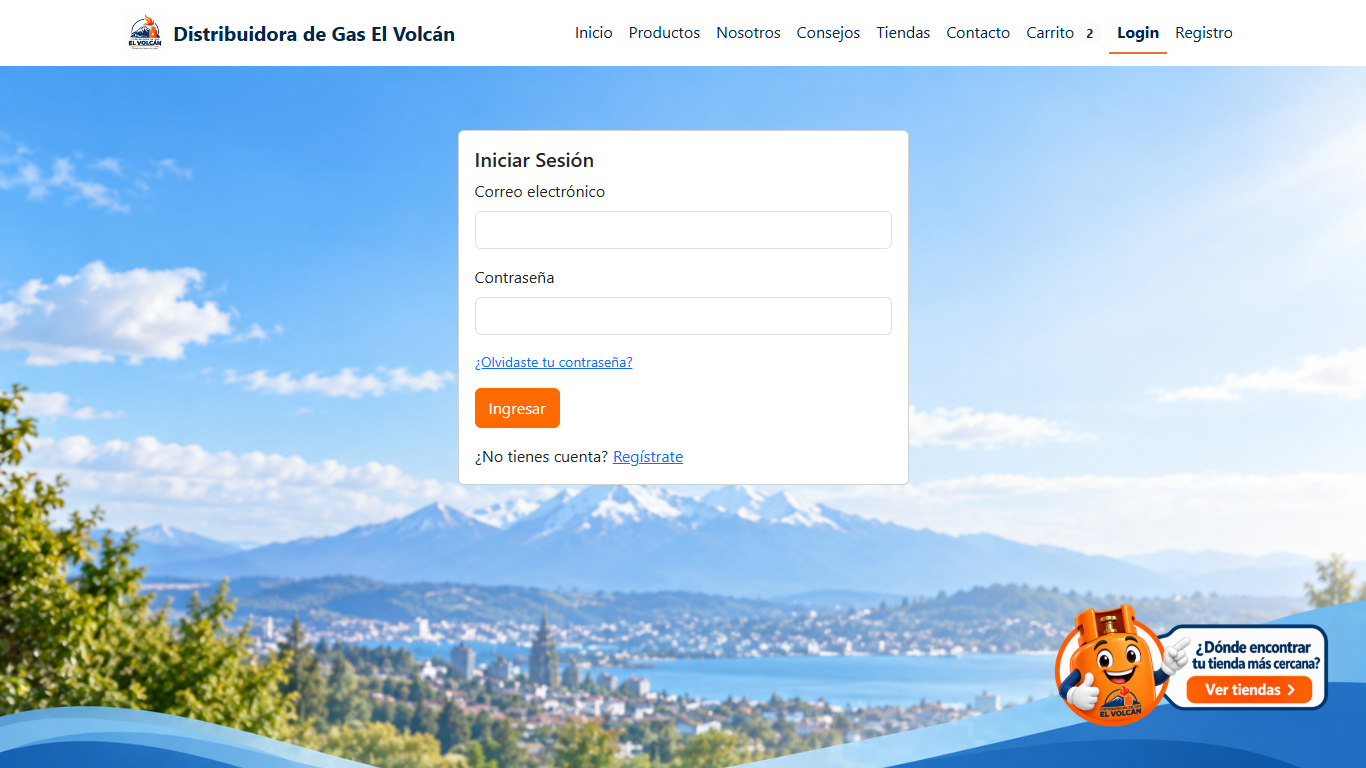 EL VOLCÁN
Distribuidora de Gas El Volcán
Inicio Productos Nosotros Consejos Tiendas Contacto Carrito 2 Login Registro
Iniciar Sesión
Correo electrónico
Contraseña
¿Olvidaste tu contraseña?
Ingresar
¿No tienes cuenta? Regístrate
¿Dónde encontrar
tu tienda más cercana?
Ver tiendas
EL VOLCÁN